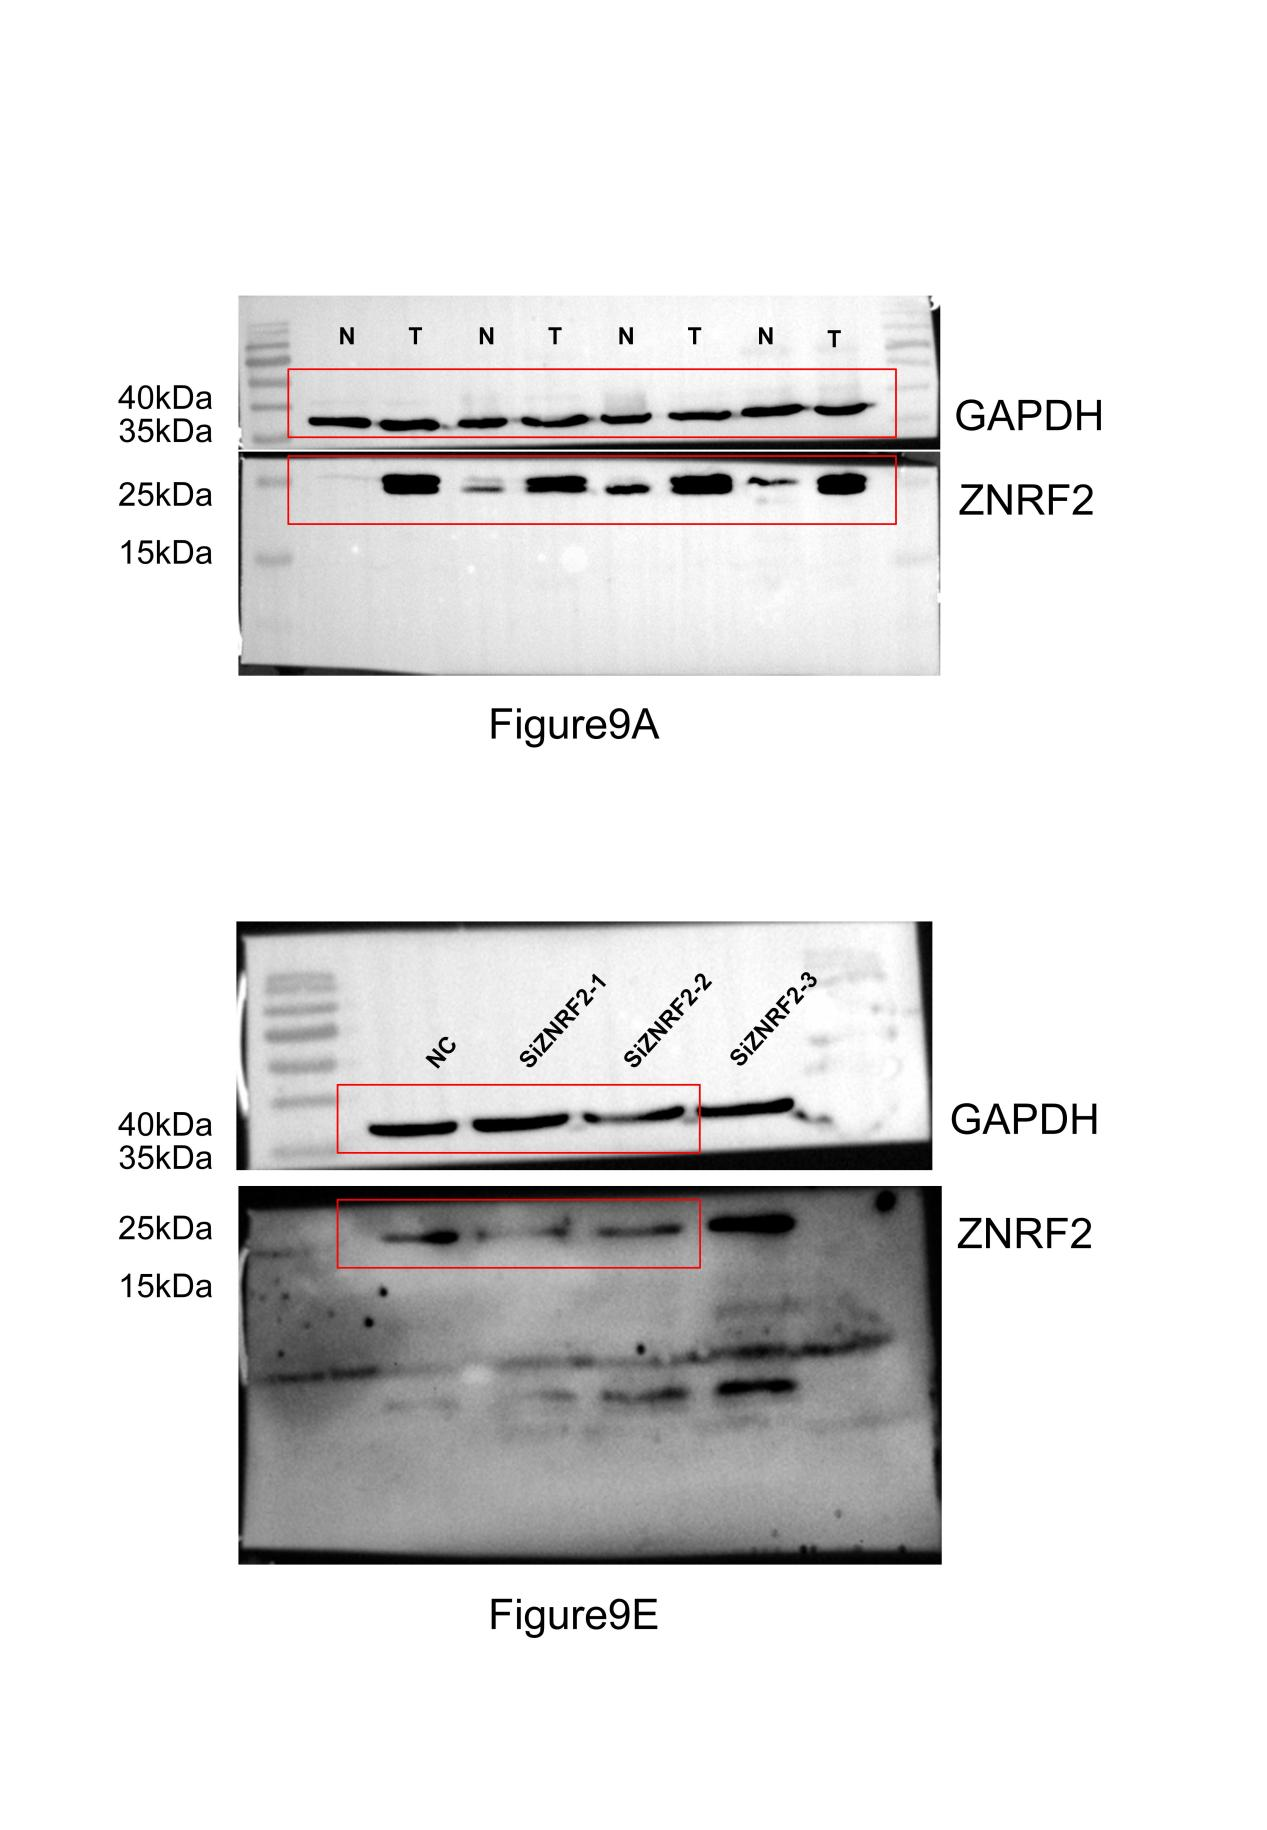 N T N T N T N T
40kDa
35kDa
GAPDH
25kDa
ZNRF2
15kDa
Figure9A
NC SiZNRF2-1 SiZNRF2-2 SiZNRF2-3
40kDa
35kDa
GAPDH
25kDa
ZNRF2
15kDa
Figure9E